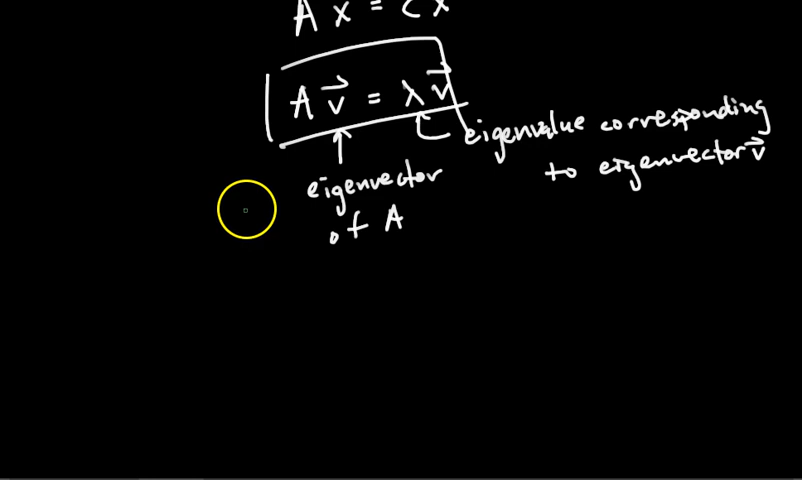 A x = c x
A v⃗ = λ v⃗
eigenvalue corresponding
to eigenvector v⃗
eigenvector
of A